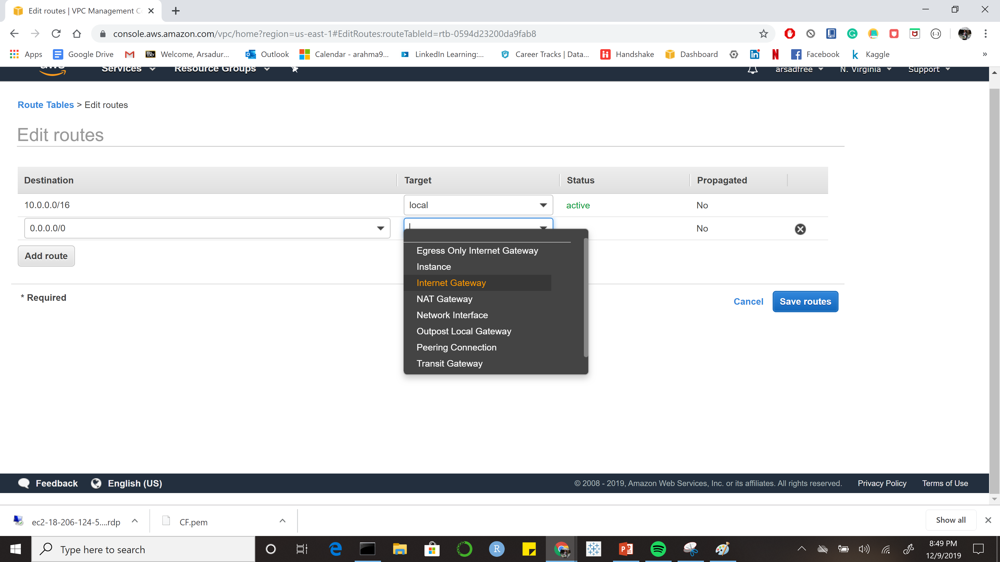 Edit routes | VPC Management C
console.aws.amazon.com/vpc/home?region=us-east-1#EditRoutes:routeTableId=rtb-0594d23200da9fab8
Apps Google Drive Bb Welcome, Arsadur... Outlook Calendar - arahma9... LinkedIn Learning:... Career Tracks | Data... Handshake Dashboard Facebook Kaggle »
aws Services Resource Groups arsadfree N. Virginia Support
Route Tables > Edit routes
Edit routes
Destination Target Status Propagated
10.0.0.0/16 local active No
0.0.0.0/0 No
Add route
Egress Only Internet Gateway
Instance
Internet Gateway
NAT Gateway
Network Interface
Outpost Local Gateway
Peering Connection
Transit Gateway
* Required
Cancel Save routes
Feedback English (US) © 2008 - 2019, Amazon Web Services, Inc. or its affiliates. All rights reserved. Privacy Policy Terms of Use
ec2-18-206-124-5....rdp CF.pem Show all
Type here to search
8:49 PM
12/9/2019